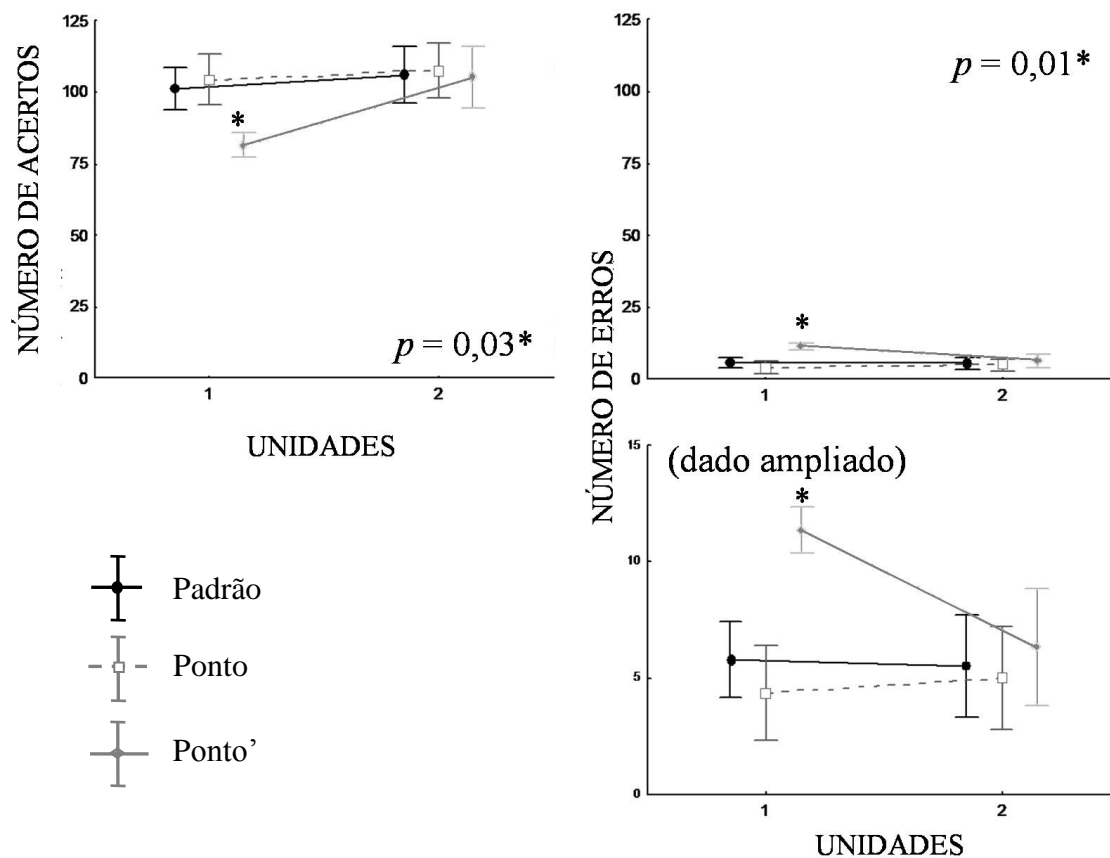 NÚMERO DE ACERTOS
125
100
75
50
25
0
*
p = 0,03*
1
2
UNIDADES
NÚMERO DE ERROS
125
100
75
50
25
0
p = 0,01*
*
1
2
15
10
5
0
(dado ampliado)
*
1
2
UNIDADES
Padrão
Ponto
Ponto’